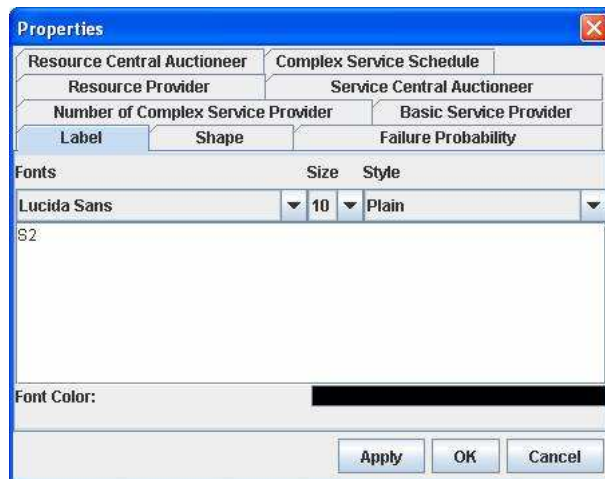 Properties
Resource Central Auctioneer Complex Service Schedule
Resource Provider Service Central Auctioneer
Number of Complex Service Provider Basic Service Provider
Label Shape Failure Probability
Fonts Size Style
Lucida Sans 10 Plain
S2
Font Color:
Apply OK Cancel